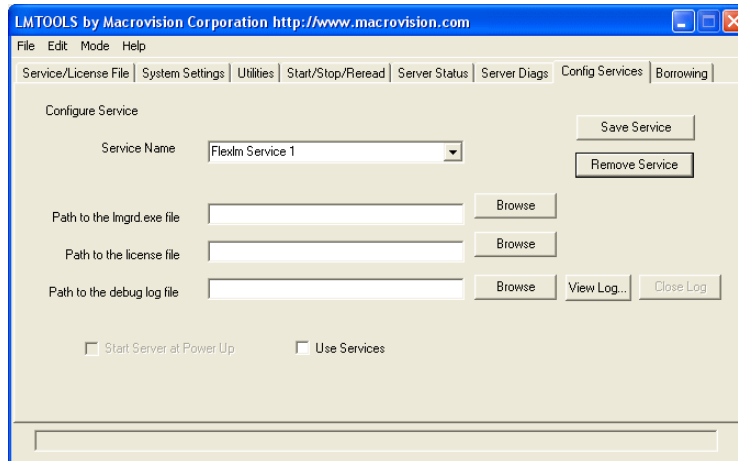 LMTOOLS by Macrovision Corporation http://www.macrovision.com
File Edit Mode Help
Service/License File System Settings Utilities Start/Stop/Reread Server Status Server Diags Config Services Borrowing
Configure Service
Save Service
Service Name Flexlm Service 1
Remove Service
Path to the lmgrd.exe file Browse
Path to the license file Browse
Path to the debug log file Browse View Log... Close Log
Start Server at Power Up Use Services